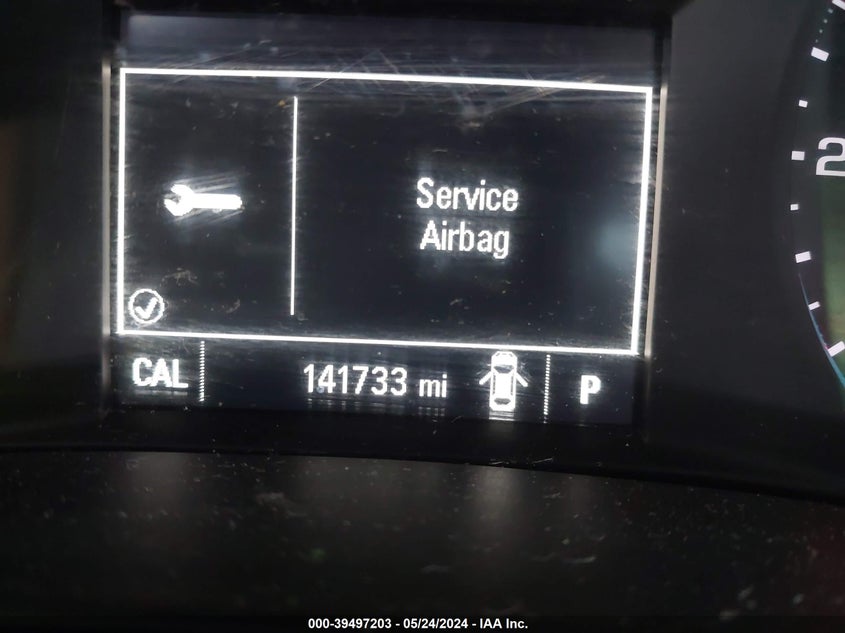 2
Service
Airbag
CAL
141733 mi
P
000-39497203 - 05/24/2024 - IAA Inc.